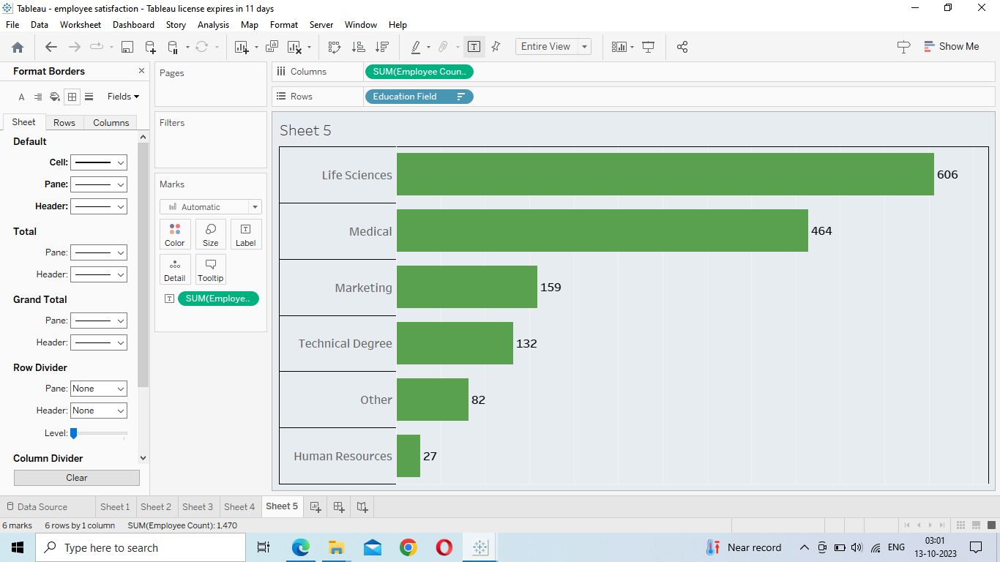 Tableau - employee satisfaction - Tableau license expires in 11 days
File Data Worksheet Dashboard Story Analysis Map Format Server Window Help
Entire View
Show Me
Format Borders
Fields
Sheet Rows Columns
Default
Cell:
Pane:
Header:
Total
Pane:
Header:
Grand Total
Pane:
Header:
Row Divider
Pane: None
Header: None
Level:
Column Divider
Clear
Pages
Filters
Marks
Automatic
Color Size Label
Detail Tooltip
SUM(Employe..
Columns SUM(Employee Coun..
Rows Education Field
Sheet 5
Life Sciences 606
Medical 464
Marketing 159
Technical Degree 132
Other 82
Human Resources 27
Data Source Sheet 1 Sheet 2 Sheet 3 Sheet 4 Sheet 5
6 marks 6 rows by 1 column SUM(Employee Count): 1,470
Type here to search
Near record
ENG
03:01
13-10-2023